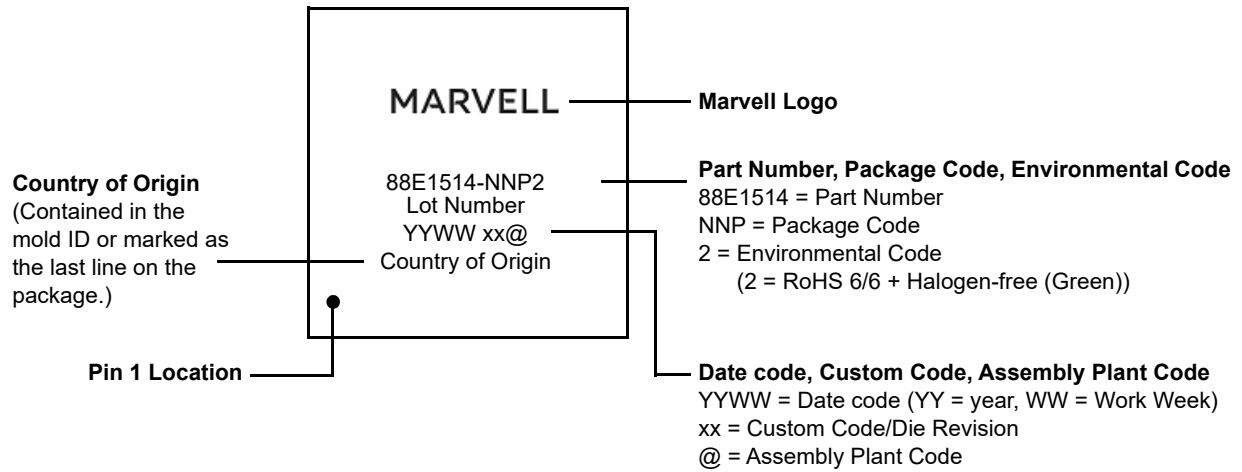 MARVELL
Marvell Logo
Country of Origin
(Contained in the
mold ID or marked as
the last line on the
package.)
88E1514-NNP2
Lot Number
YYWW xx@
Country of Origin
Part Number, Package Code, Environmental Code
88E1514 = Part Number
NNP = Package Code
2 = Environmental Code
(2 = RoHS 6/6 + Halogen-free (Green))
Pin 1 Location
Date code, Custom Code, Assembly Plant Code
YYWW = Date code (YY = year, WW = Work Week)
xx = Custom Code/Die Revision
@ = Assembly Plant Code